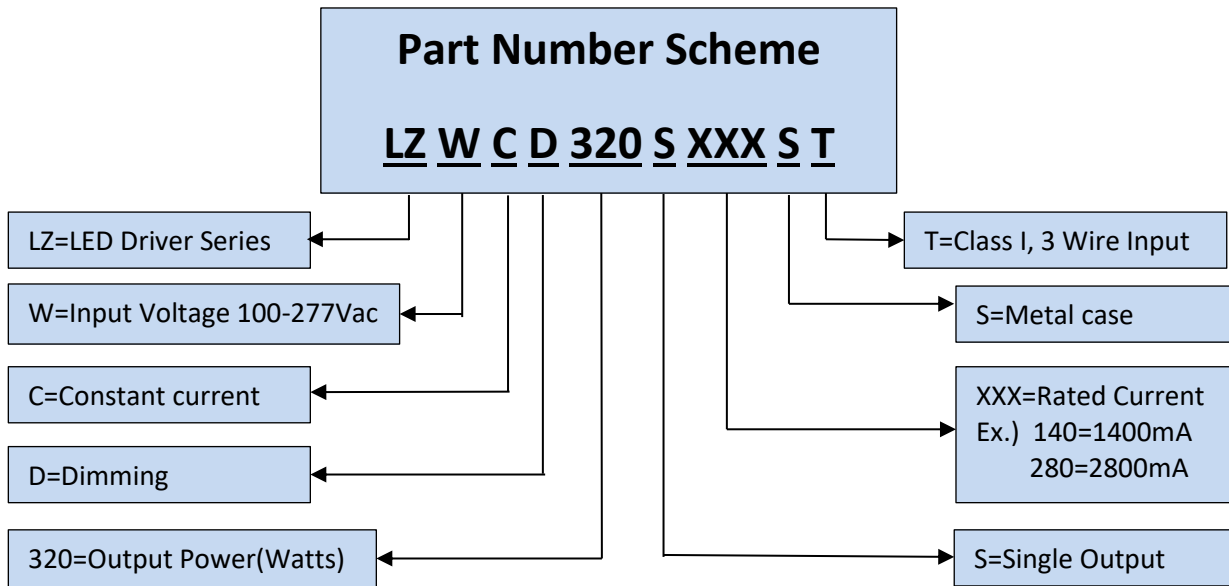 Part Number Scheme
LZ W C D 320 S XXX S T
LZ=LED Driver Series
W=Input Voltage 100-277Vac
C=Constant current
D=Dimming
320=Output Power(Watts)
T=Class I, 3 Wire Input
S=Metal case
XXX=Rated Current
Ex.) 140=1400mA
280=2800mA
S=Single Output